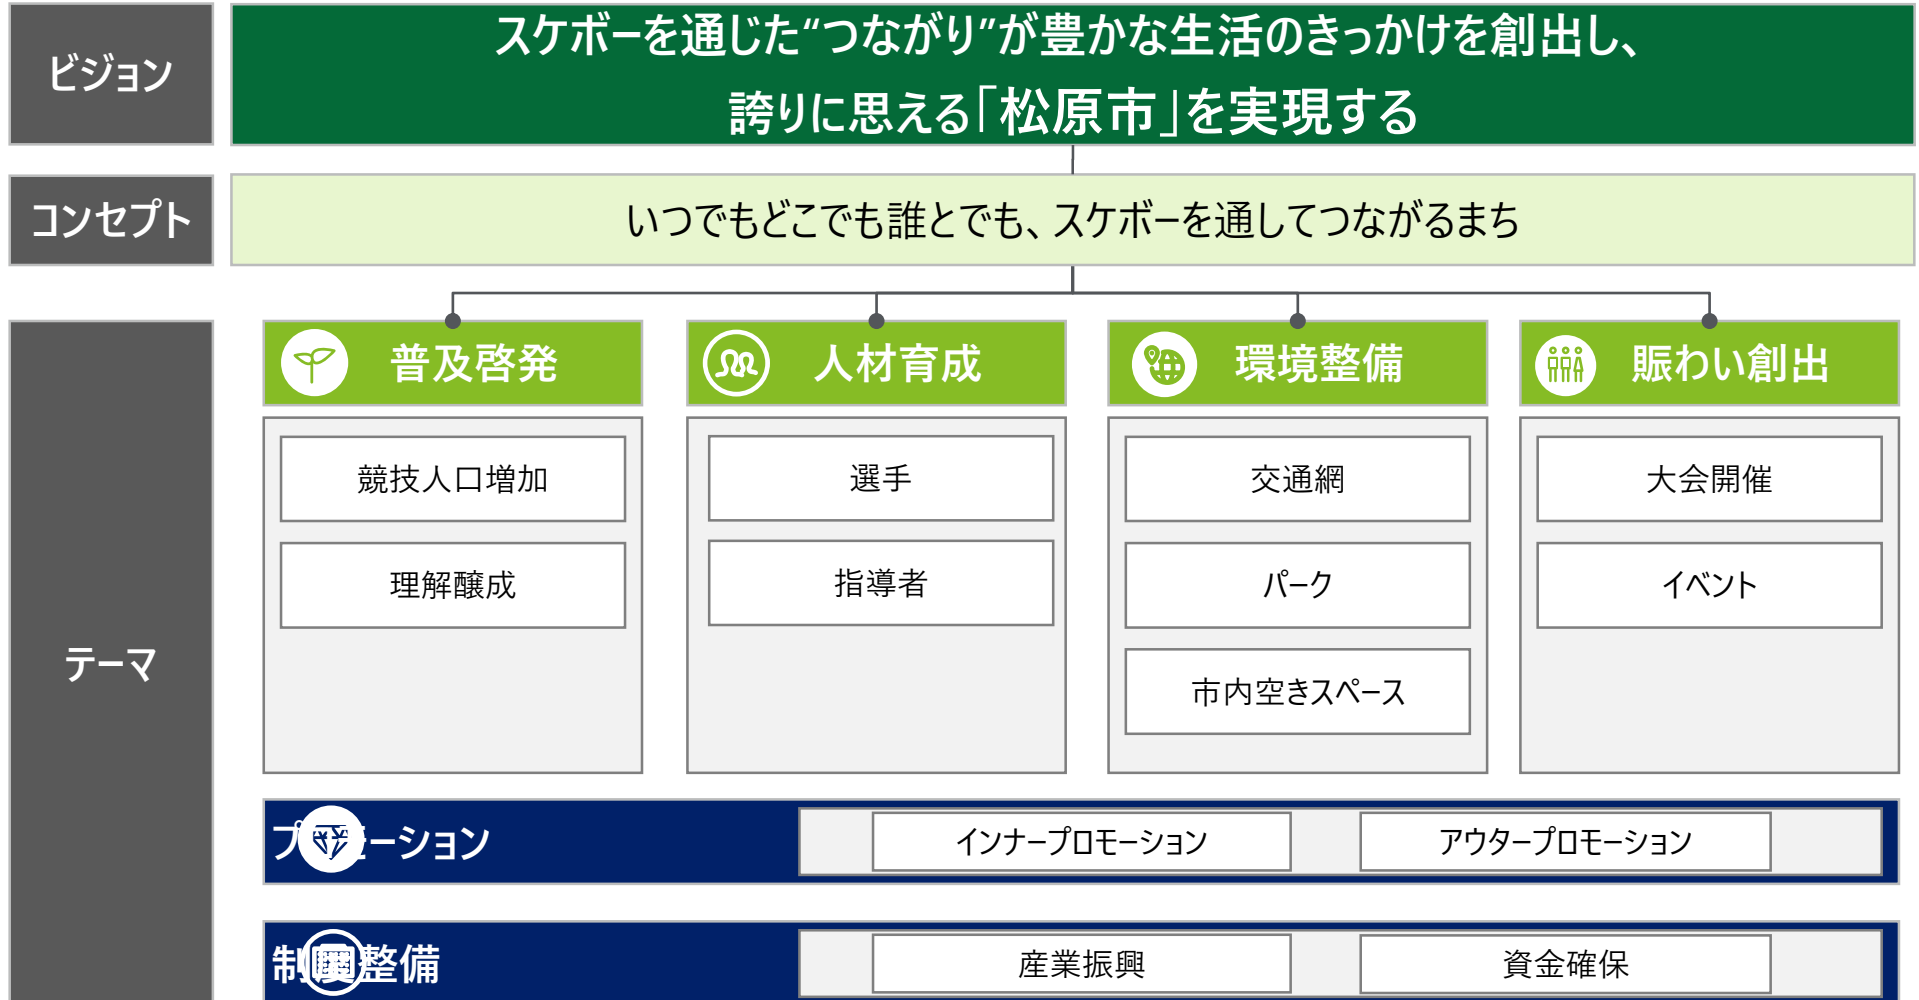 ビジョン
スケボーを通じた“つながり”が豊かな生活のきっかけを創出し、
誇りに思える「松原市」を実現する
コンセプト
いつでもどこでも誰とでも、スケボーを通してつながるまち
テーマ
普及啓発
競技人口増加
理解醸成
人材育成
選手
指導者
環境整備
交通網
パーク
市内空きスペース
賑わい創出
大会開催
イベント
プロモーション
インナープロモーション
アウタープロモーション
制度整備
産業振興
資金確保